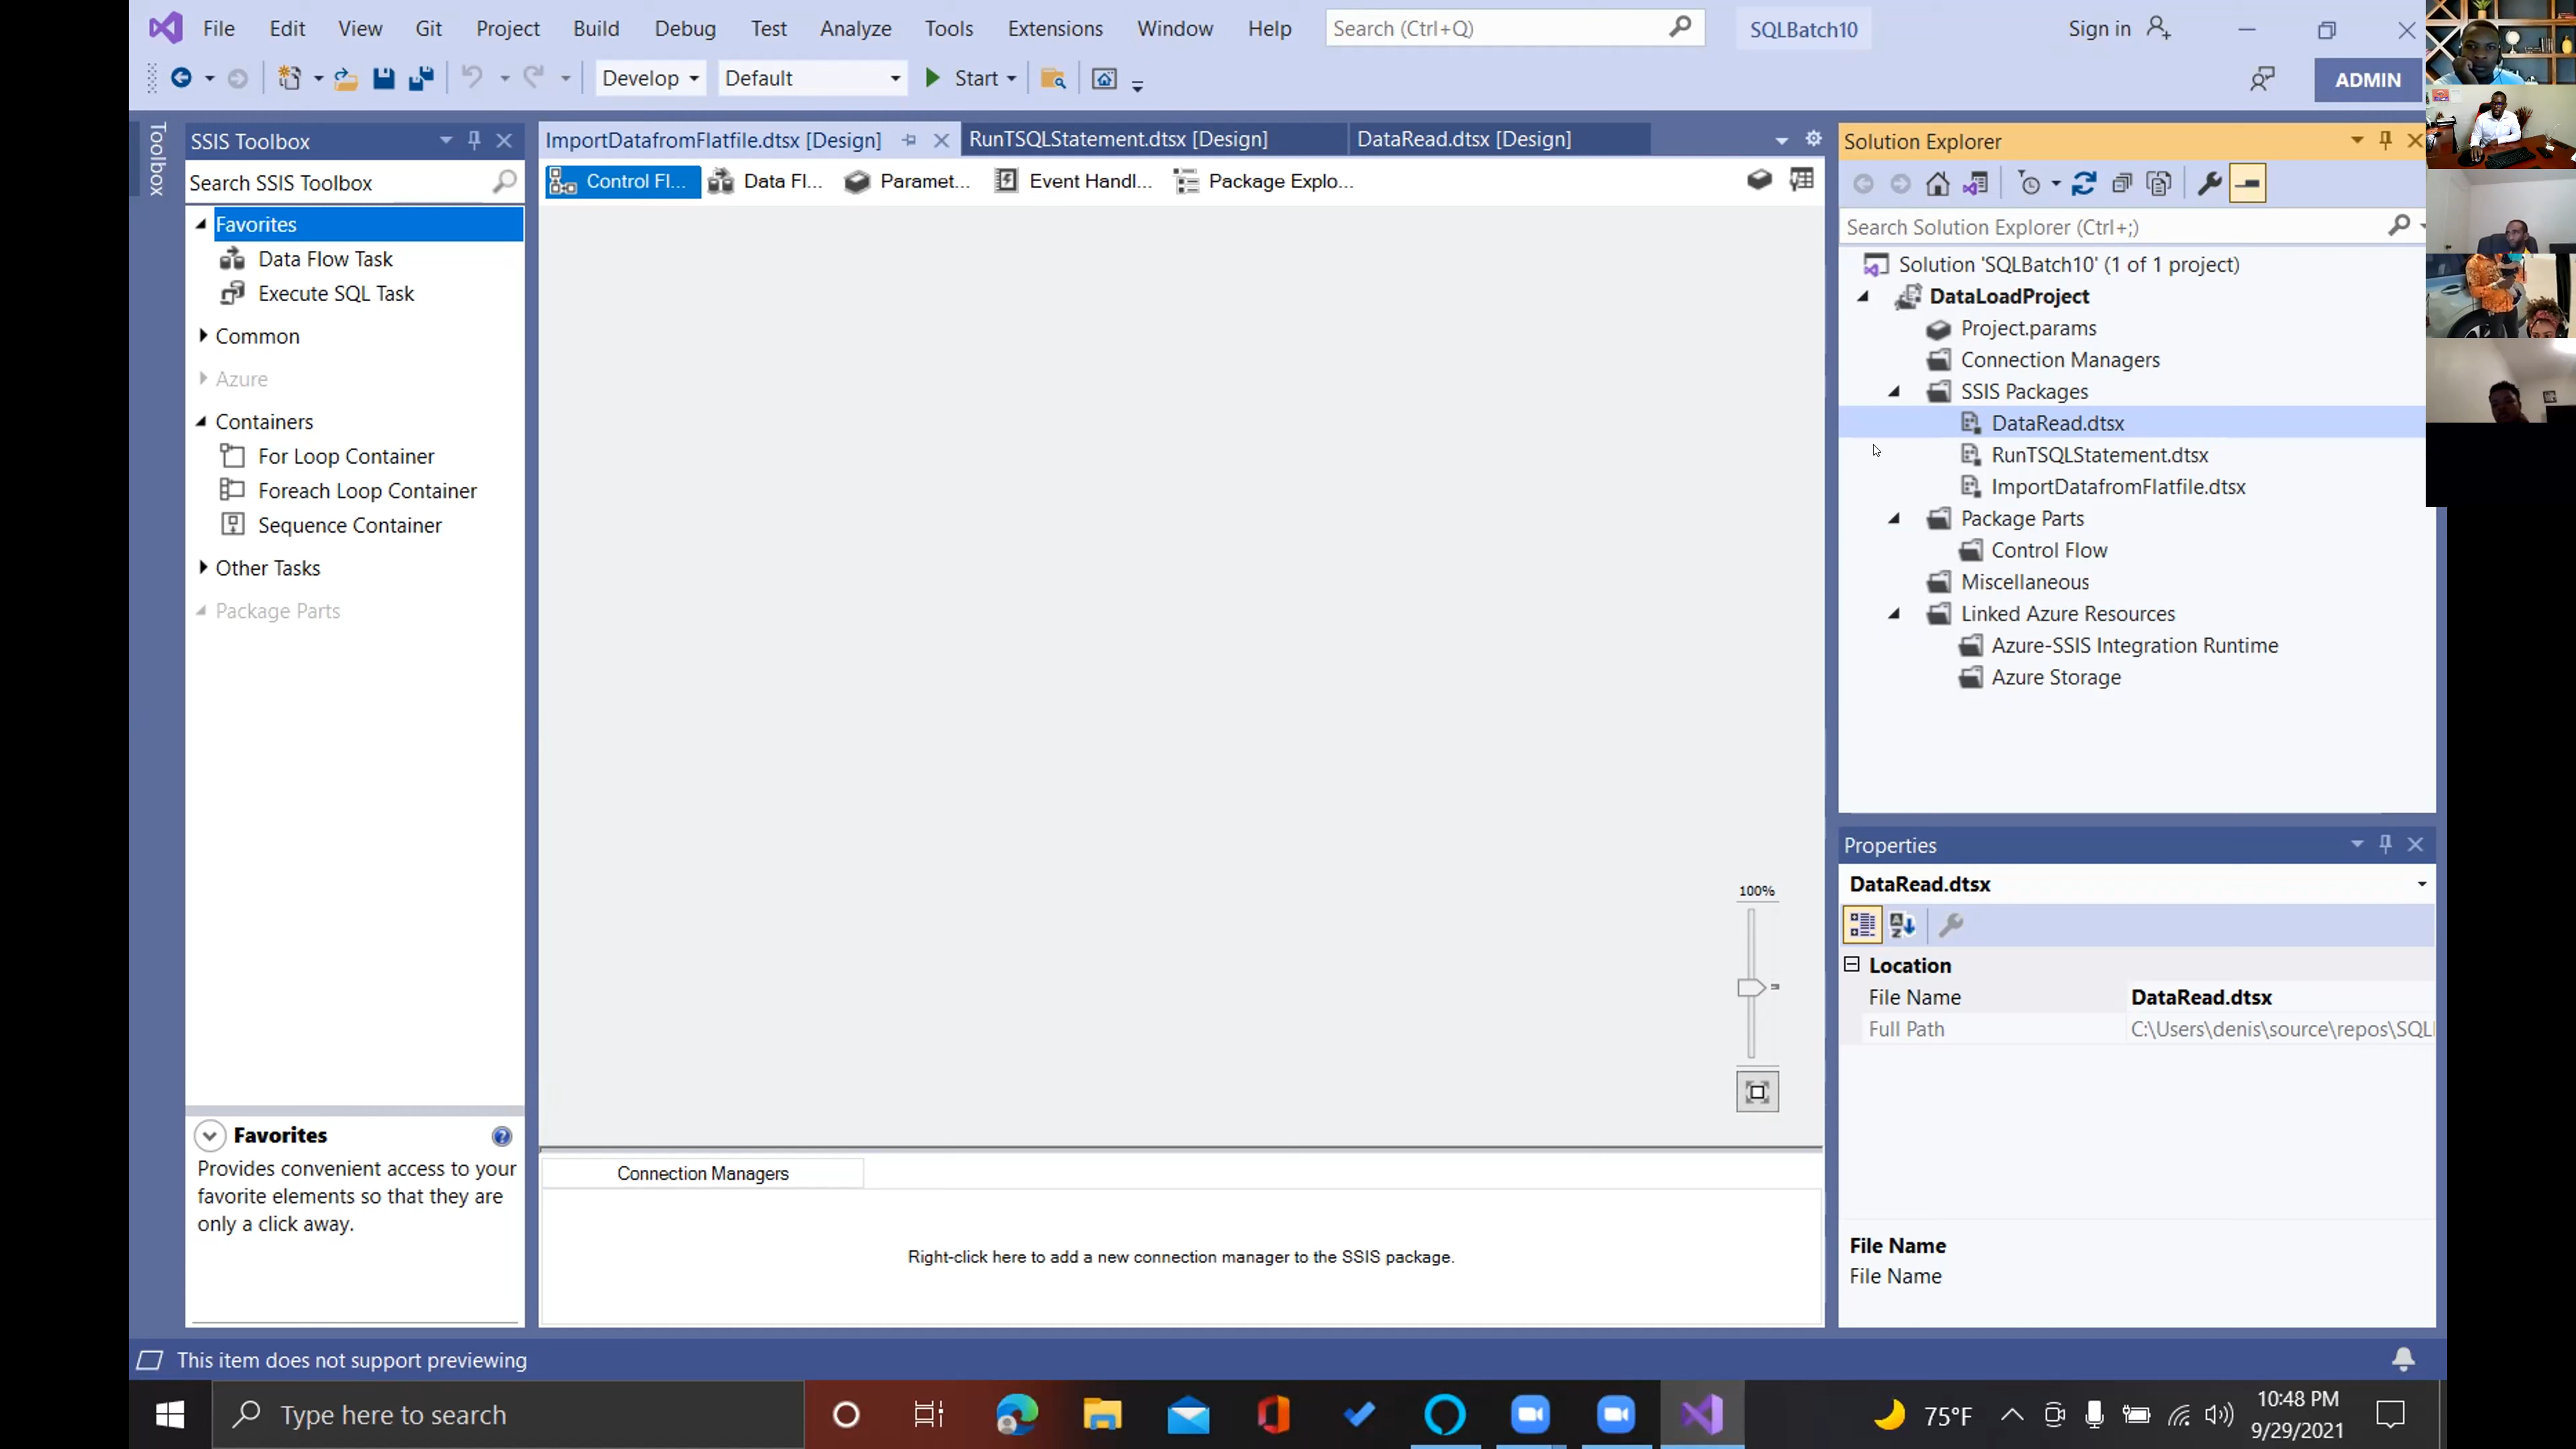 File Edit View Git Project Build Debug Test Analyze Tools Extensions Window Help Search (Ctrl+Q) SQLBatch10 Sign in
Develop Default Start ADMIN
Toolbox
SSIS Toolbox
Search SSIS Toolbox
Favorites
Data Flow Task
Execute SQL Task
Common
Azure
Containers
For Loop Container
Foreach Loop Container
Sequence Container
Other Tasks
Package Parts
Favorites
Provides convenient access to your
favorite elements so that they are
only a click away.
ImportDatafromFlatfile.dtsx [Design] RunTSQLStatement.dtsx [Design] DataRead.dtsx [Design]
Control Fl... Data Fl... Paramet... Event Handl... Package Explo...
100%
Connection Managers
Right-click here to add a new connection manager to the SSIS package.
Solution Explorer
Search Solution Explorer (Ctrl+;)
Solution 'SQLBatch10' (1 of 1 project)
DataLoadProject
Project.params
Connection Managers
SSIS Packages
DataRead.dtsx
RunTSQLStatement.dtsx
ImportDatafromFlatfile.dtsx
Package Parts
Control Flow
Miscellaneous
Linked Azure Resources
Azure-SSIS Integration Runtime
Azure Storage
Properties
DataRead.dtsx
Location
File Name DataRead.dtsx
Full Path C:\Users\denis\source\repos\SQL
File Name
File Name
This item does not support previewing
Type here to search
75°F
10:48 PM
9/29/2021